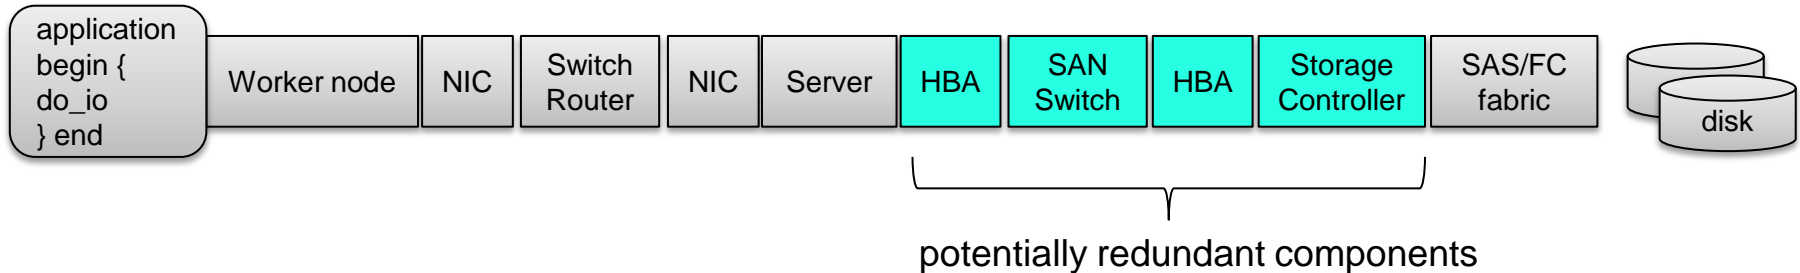 application
begin {
do_io
} end
Worker node
NIC
Switch
Router
NIC
Server
HBA
SAN
Switch
HBA
Storage
Controller
SAS/FC
fabric
disk
potentially redundant components